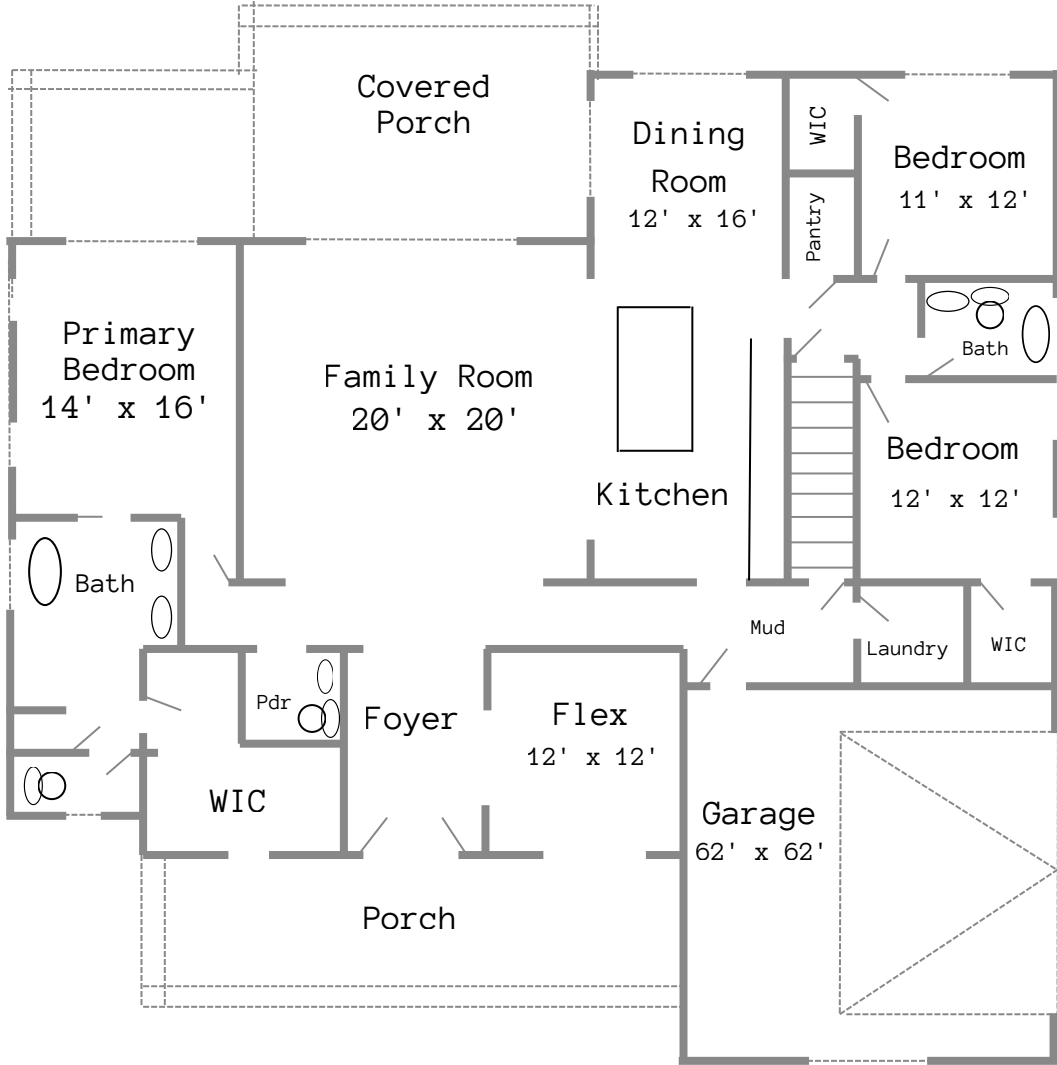 Covered
Porch
Dining
Room
12' x 16'
WIC
Bedroom
11' x 12'
Pantry
Primary
Bedroom
14' x 16'
Family Room
20' x 20'
Bath
Kitchen
Bedroom
12' x 12'
Bath
Mud
Laundry
WIC
Pdr
Foyer
Flex
12' x 12'
WIC
Garage
62' x 62'
Porch